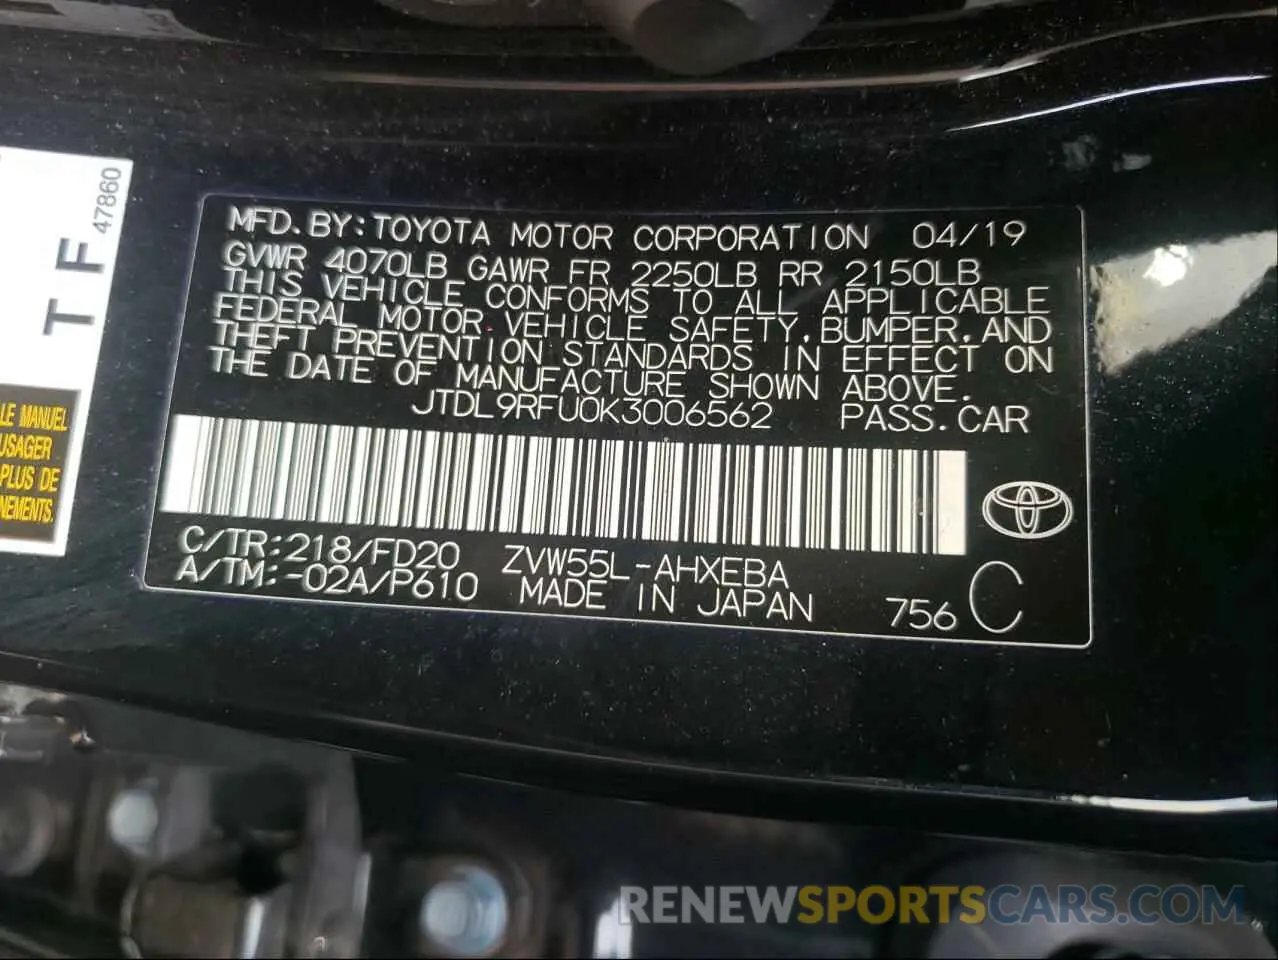 47860
T F
LE MANUEL
USAGER
PLUS DE
NEMENTS.
MFD. BY: TOYOTA MOTOR CORPORATION 04/19
GVWR 4070LB GAWR FR 2250LB RR 2150LB
THIS VEHICLE CONFORMS TO ALL APPLICABLE
FEDERAL MOTOR VEHICLE SAFETY, BUMPER, AND
THEFT PREVENTION STANDARDS IN EFFECT ON
THE DATE OF MANUFACTURE SHOWN ABOVE.
JTDL9RFU0K3006562 PASS. CAR
C/TR: 218/FD20 ZVW55L-AHXEBA
A/TM: -02A/P610 MADE IN JAPAN 756 C
RENEWSPORTSCARS.COM